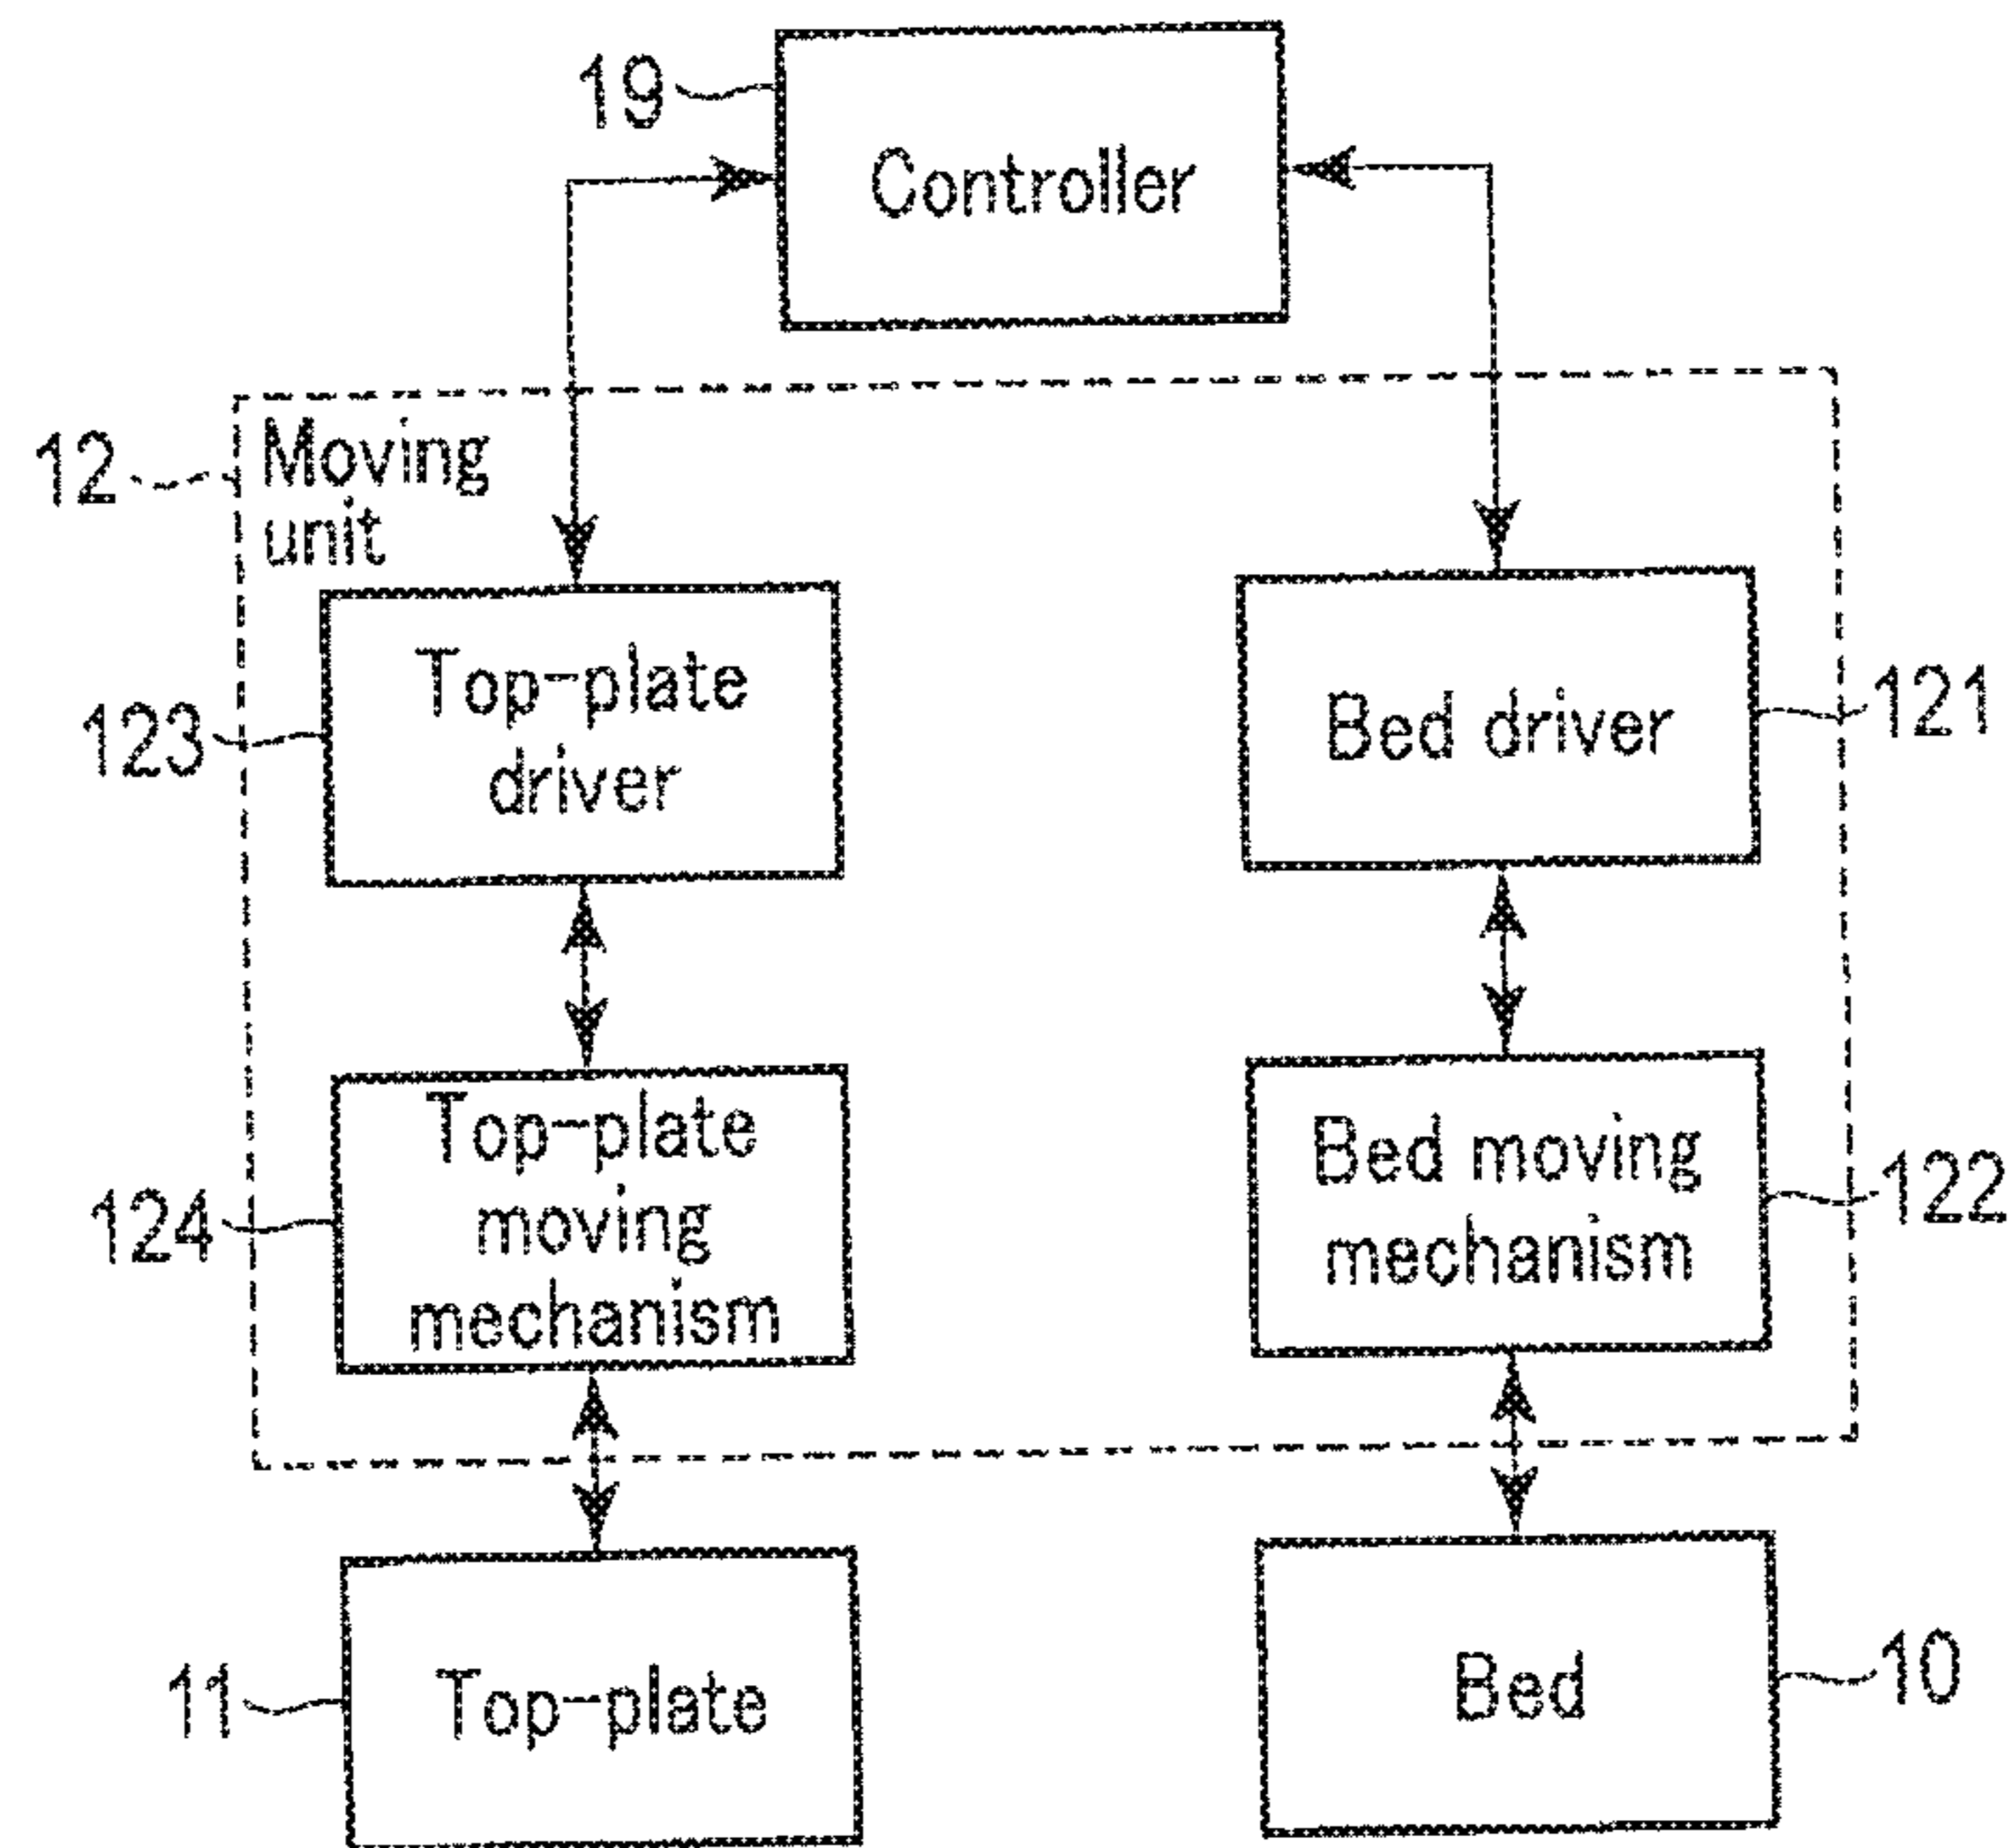 19
Controller
12
Moving
unit
Top-plate
driver
123
Bed driver
121
Top-plate
moving
mechanism
124
Bed moving
mechanism
122
Top-plate
11
Bed
10